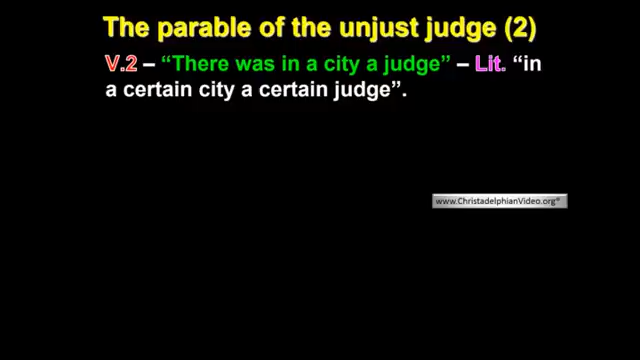 The parable of the unjust judge (2)
V.2 – “There was in a city a judge” – Lit. “in
a certain city a certain judge”.
www.ChristadelphianVideo.org®